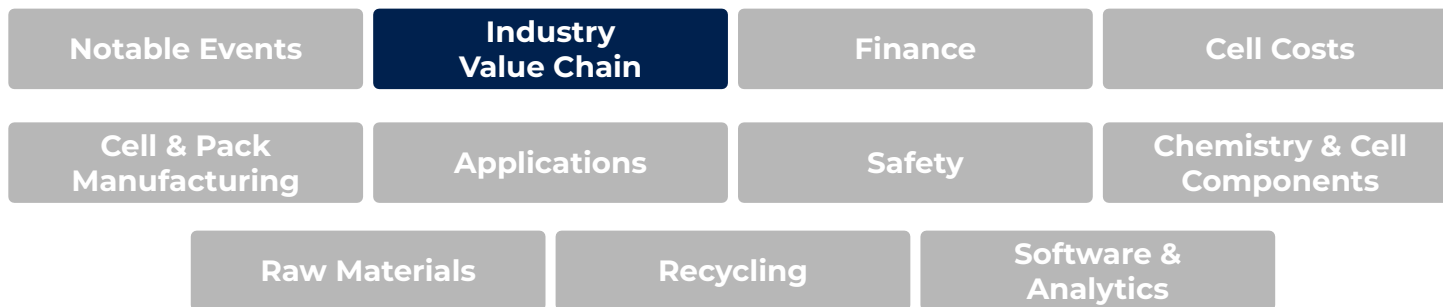 Notable Events
Industry
Value Chain
Finance
Cell Costs
Cell & Pack
Manufacturing
Applications
Safety
Chemistry & Cell
Components
Raw Materials
Recycling
Software &
Analytics